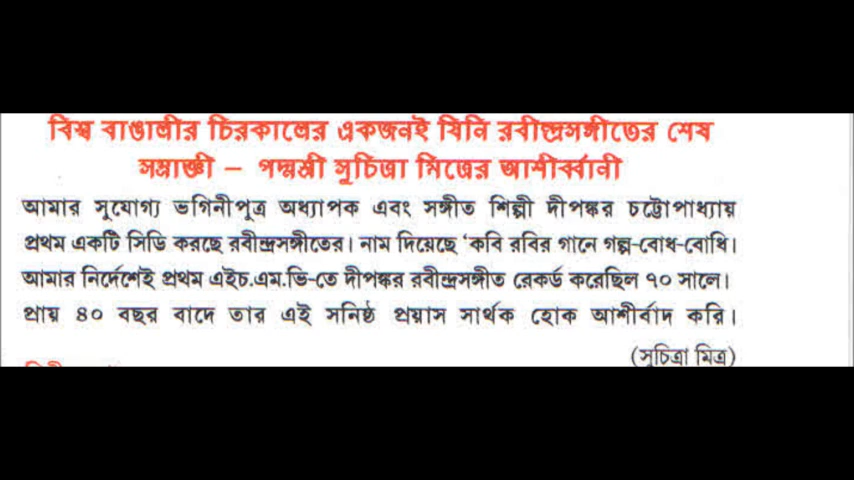 বিশ্ব বাঙালীর চিরকালের একজনই যিনি রবীন্দ্রসঙ্গীতের শেষ
সম্রাজ্ঞী – পদ্মশ্রী সুচিত্রা মিত্রের আশীর্ব্বানী
আমার সুযোগ্য ভগিনীপুত্র অধ্যাপক এবং সঙ্গীত শিল্পী দীপঙ্কর চট্টোপাধ্যায়
প্রথম একটি সিডি করছে রবীন্দ্রসঙ্গীতের। নাম দিয়েছে ‘কবি রবির গানে গল্প-বোধ-বোধি।
আমার নির্দেশেই প্রথম এইচ.এম.ভি-তে দীপঙ্কর রবীন্দ্রসঙ্গীত রেকর্ড করেছিল ৭০ সালে।
প্রায় ৪০ বছর বাদে তার এই সনিষ্ঠ প্রয়াস সার্থক হোক আশীর্বাদ করি।
(সুচিত্রা মিত্র)